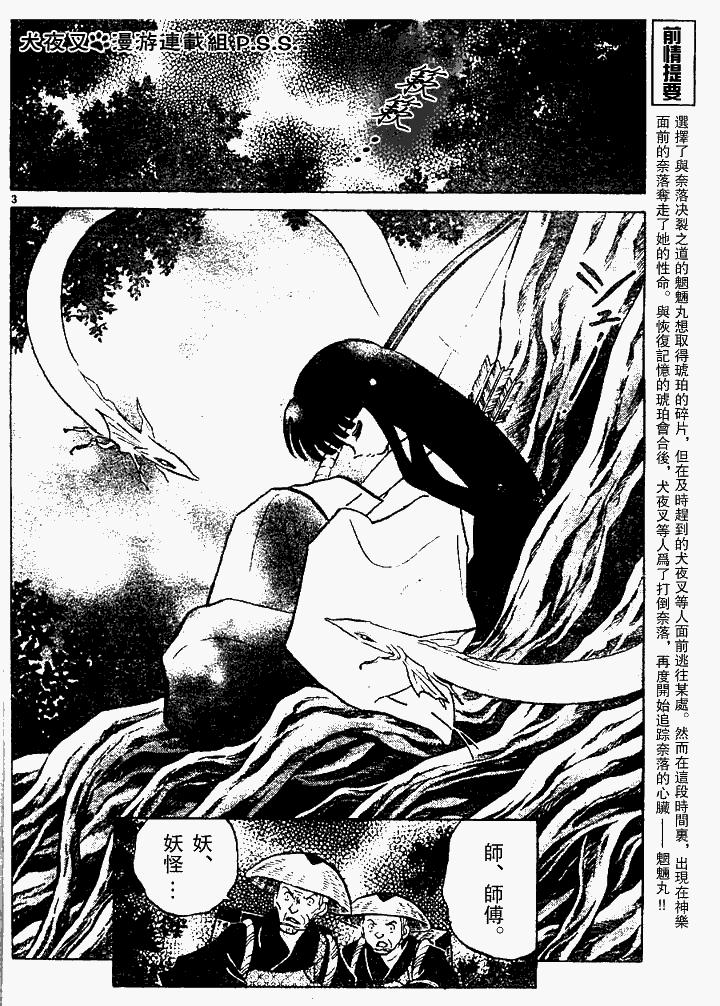 前情提要
選擇了與奈落決裂之道的魍魎丸想取得琥珀的碎片，但在及時趕到的犬夜叉等人面前逃往某處。然而在這段時間裏，出現在神樂
面前的奈落奪走了她的性命。與恢復記憶的琥珀會合後，犬夜叉等人爲了打倒奈落，再度開始追踪奈落的心臟——魍魎丸!!
犬夜叉 漫游連載組 P.S.S.
3
師、師傅。
妖、
妖怪…